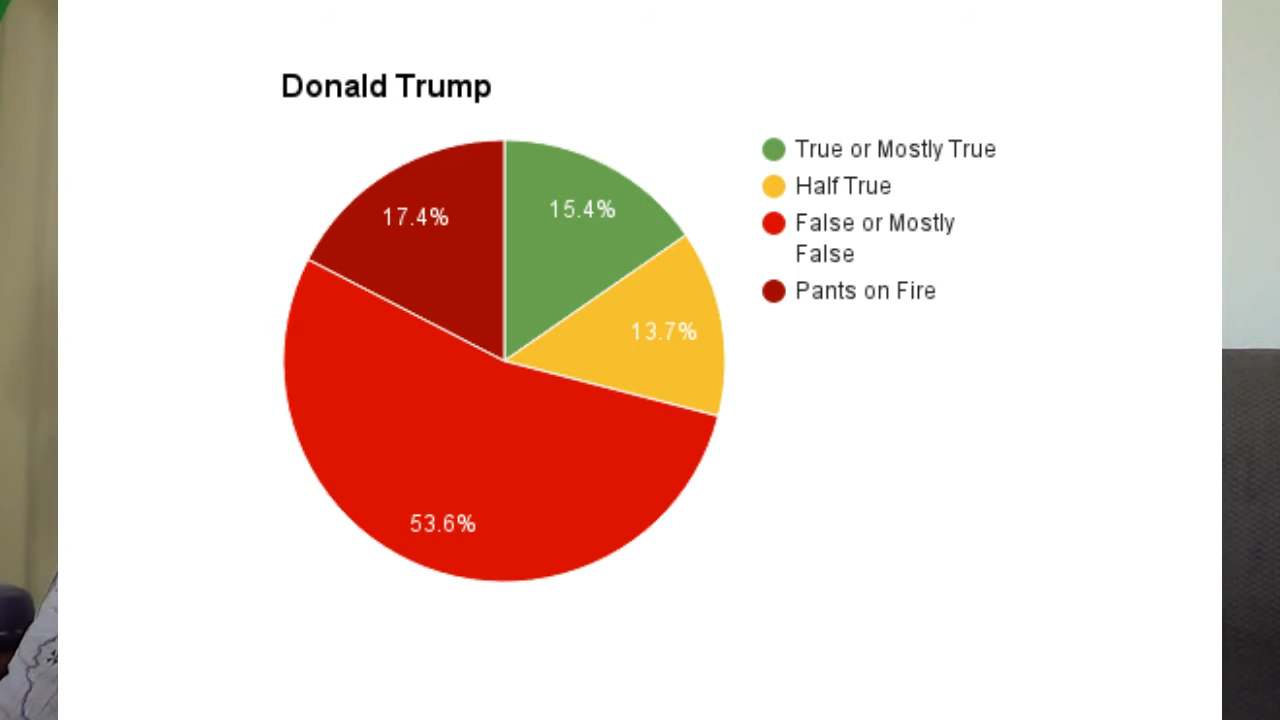 Donald Trump
True or Mostly True
Half True
False or Mostly
False
Pants on Fire
17.4%
15.4%
13.7%
53.6%